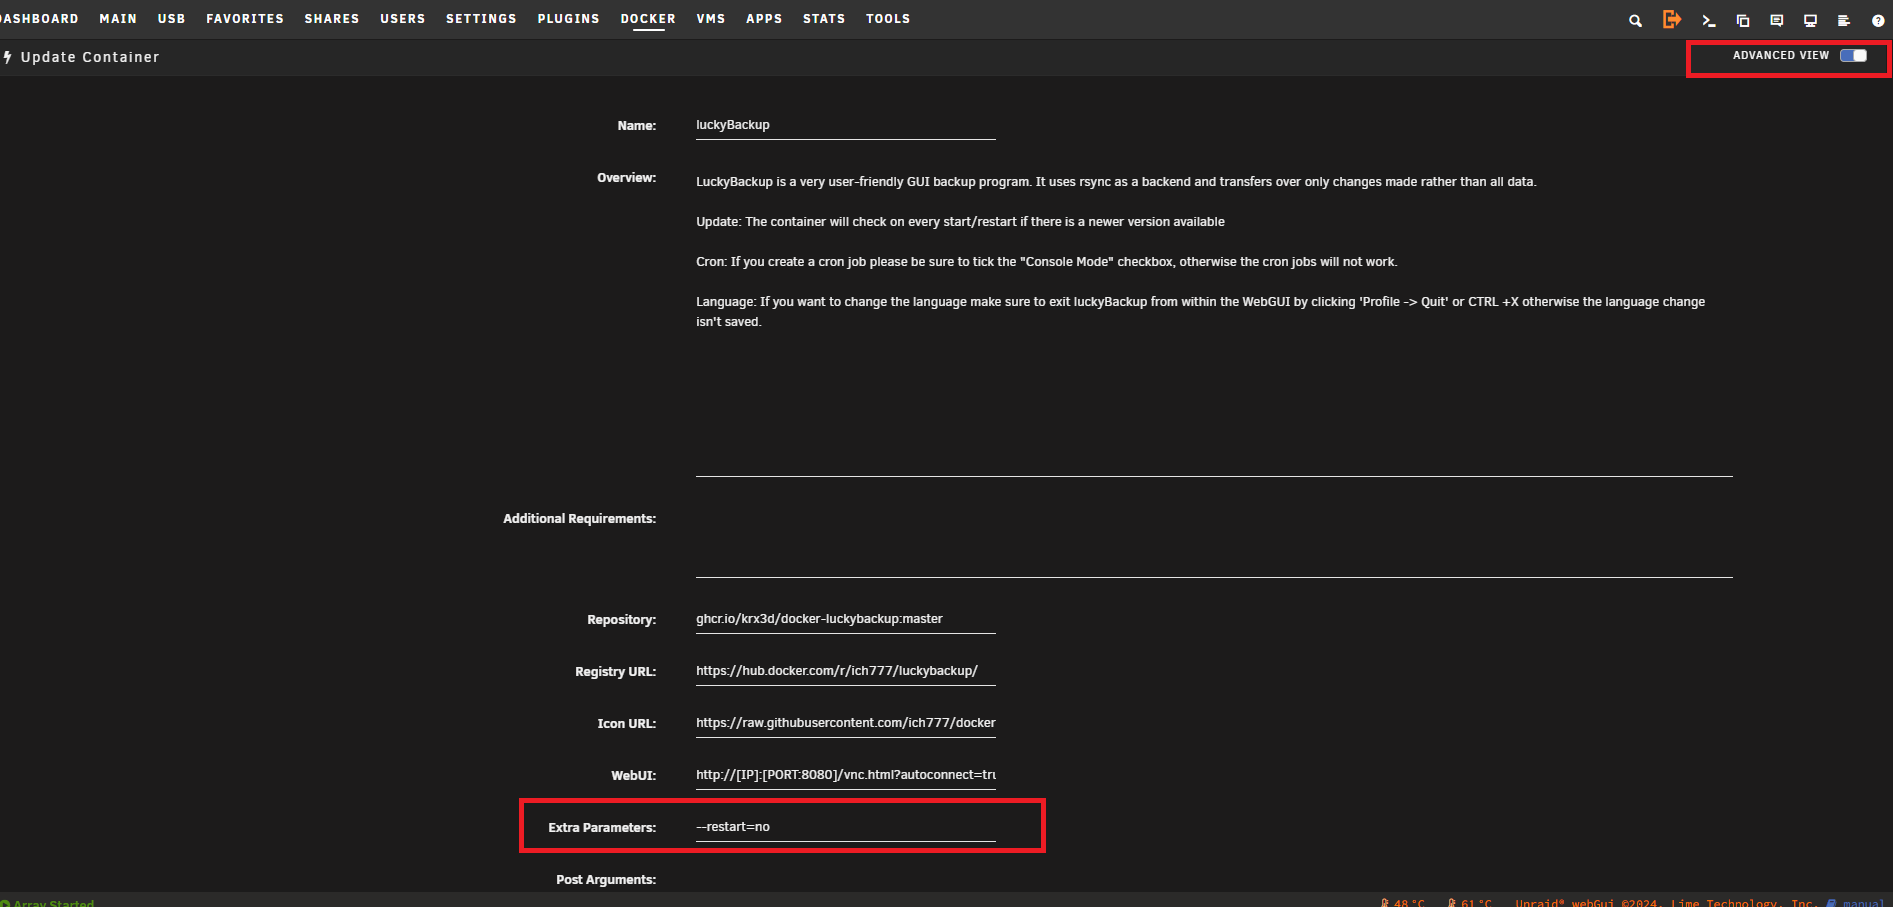 DASHBOARD MAIN USB FAVORITES SHARES USERS SETTINGS PLUGINS DOCKER VMS APPS STATS TOOLS
Update Container
ADVANCED VIEW
Name: luckyBackup
Overview: LuckyBackup is a very user-friendly GUI backup program. It uses rsync as a backend and transfers over only changes made rather than all data.
Update: The container will check on every start/restart if there is a newer version available
Cron: If you create a cron job please be sure to tick the "Console Mode" checkbox, otherwise the cron jobs will not work.
Language: If you want to change the language make sure to exit luckyBackup from within the WebGUI by clicking 'Profile -> Quit' or CTRL +X otherwise the language change
isn't saved.
Additional Requirements:
Repository: ghcr.io/krx3d/docker-luckybackup:master
Registry URL: https://hub.docker.com/r/ich777/luckybackup/
Icon URL: https://raw.githubusercontent.com/ich777/docker
WebUI: http://[IP]:[PORT:8080]/vnc.html?autoconnect=tru
Extra Parameters: --restart=no
Post Arguments:
Array Started 48 °C 61 °C Unraid® webGui ©2024, Lime Technology, Inc. manual